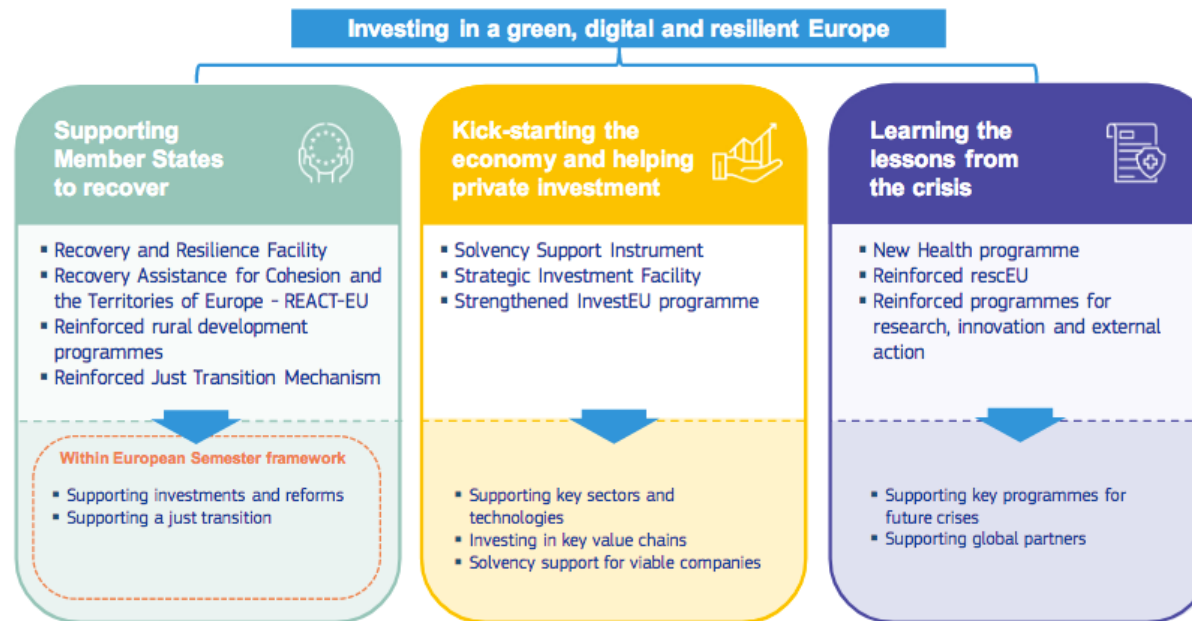 Investing in a green, digital and resilient Europe
Supporting
Member States
to recover
▪ Recovery and Resilience Facility
▪ Recovery Assistance for Cohesion and
the Territories of Europe - REACT-EU
▪ Reinforced rural development
programmes
▪ Reinforced Just Transition Mechanism
Within European Semester framework
▪ Supporting investments and reforms
▪ Supporting a just transition
Kick-starting the
economy and helping
private investment
▪ Solvency Support Instrument
▪ Strategic Investment Facility
▪ Strengthened InvestEU programme
▪ Supporting key sectors and
technologies
▪ Investing in key value chains
▪ Solvency support for viable companies
Learning the
lessons from
the crisis
▪ New Health programme
▪ Reinforced rescEU
▪ Reinforced programmes for
research, innovation and external
action
▪ Supporting key programmes for
future crises
▪ Supporting global partners